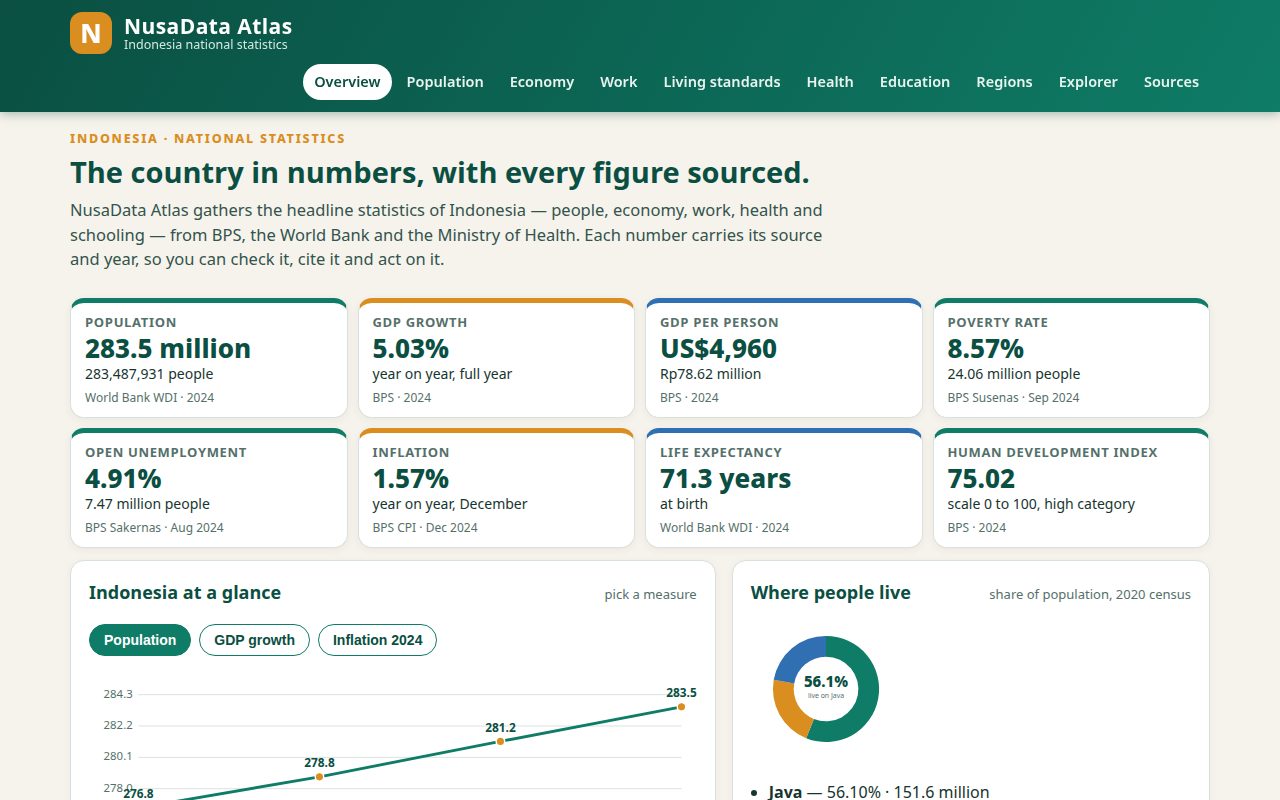 N
NusaData Atlas
Indonesia national statistics
Overview Population Economy Work Living standards Health Education Regions Explorer Sources
INDONESIA · NATIONAL STATISTICS
The country in numbers, with every figure sourced.
NusaData Atlas gathers the headline statistics of Indonesia — people, economy, work, health and
schooling — from BPS, the World Bank and the Ministry of Health. Each number carries its source
and year, so you can check it, cite it and act on it.
POPULATION
283.5 million
283,487,931 people
World Bank WDI · 2024
GDP GROWTH
5.03%
year on year, full year
BPS · 2024
GDP PER PERSON
US$4,960
Rp78.62 million
BPS · 2024
POVERTY RATE
8.57%
24.06 million people
BPS Susenas · Sep 2024
OPEN UNEMPLOYMENT
4.91%
7.47 million people
BPS Sakernas · Aug 2024
INFLATION
1.57%
year on year, December
BPS CPI · Dec 2024
LIFE EXPECTANCY
71.3 years
at birth
World Bank WDI · 2024
HUMAN DEVELOPMENT INDEX
75.02
scale 0 to 100, high category
BPS · 2024
Indonesia at a glance
pick a measure
Population GDP growth Inflation 2024
284.3
283.5
282.2
281.2
280.1
278.8
278.0
276.8
Where people live
share of population, 2020 census
56.1%
live on Java
Java — 56.10% · 151.6 million